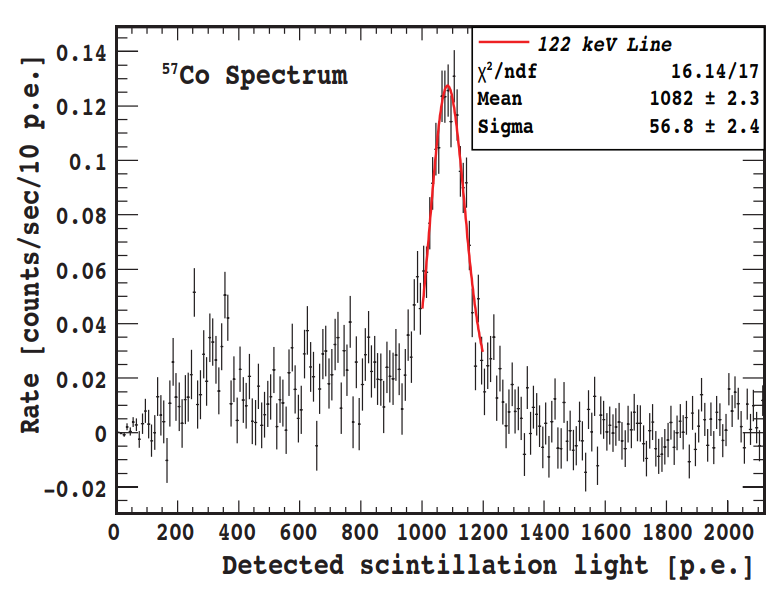 ⁵⁷Co Spectrum
122 keV Line
χ²/ndf 16.14/17
Mean 1082 ± 2.3
Sigma 56.8 ± 2.4
Rate [counts/sec/10 p.e.]
0.14
0.12
0.1
0.08
0.06
0.04
0.02
0
-0.02
0 200 400 600 800 1000 1200 1400 1600 1800 2000
Detected scintillation light [p.e.]